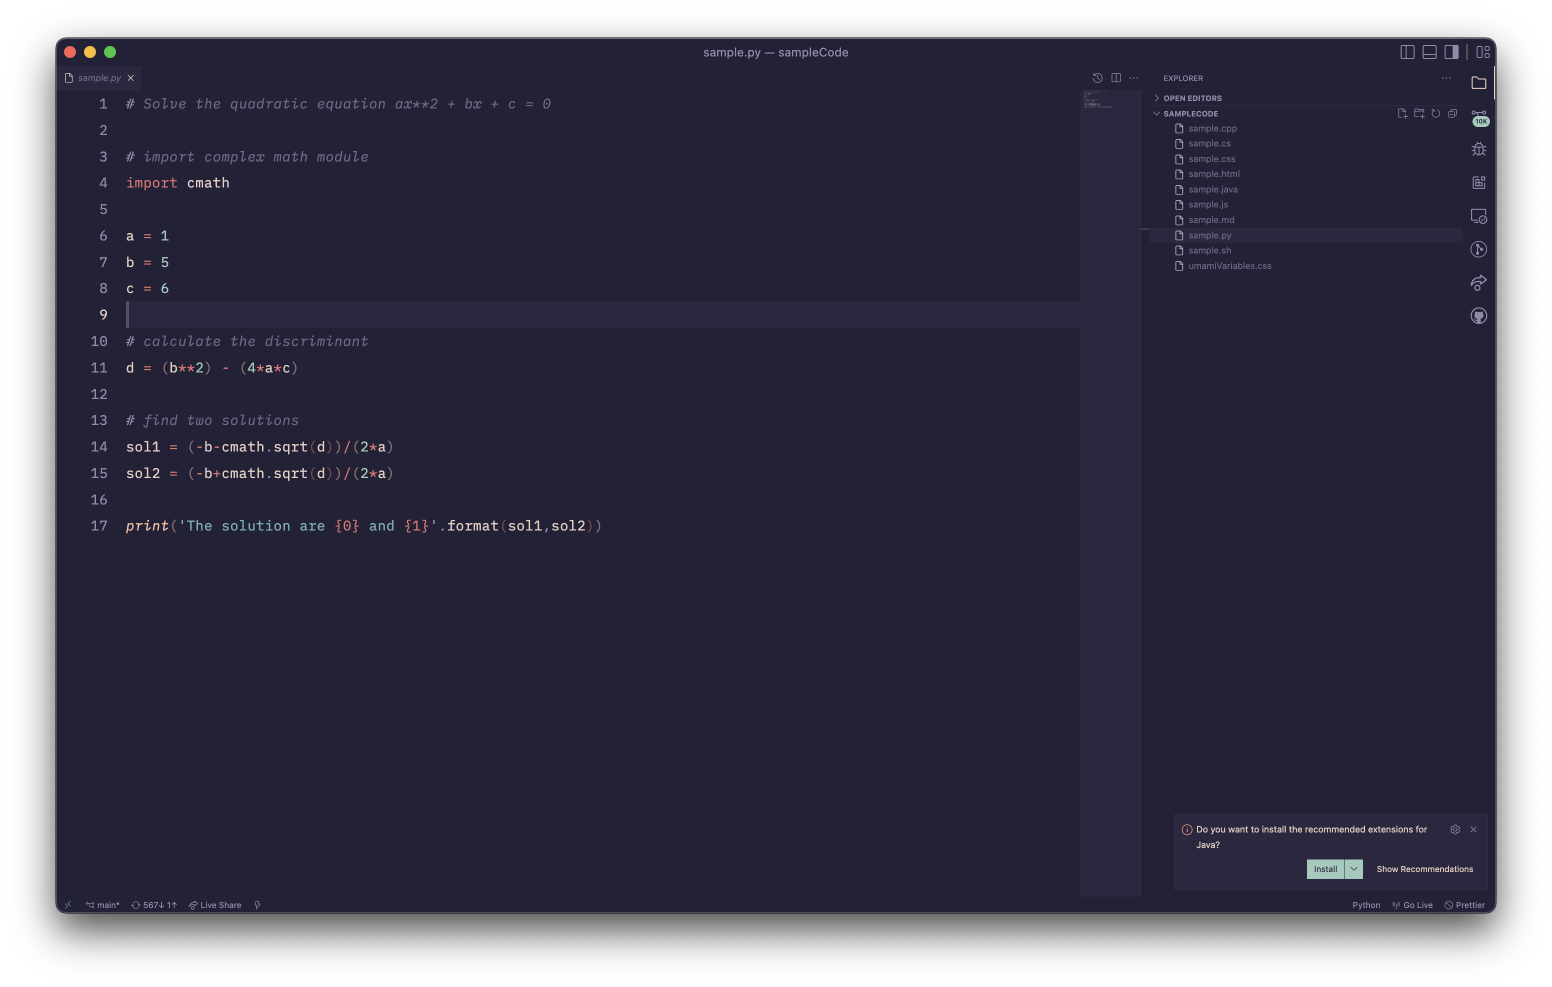 sample.py — sampleCode
sample.py
1 # Solve the quadratic equation ax**2 + bx + c = 0
2
3 # import complex math module
4 import cmath
5
6 a = 1
7 b = 5
8 c = 6
9
10 # calculate the discriminant
11 d = (b**2) - (4*a*c)
12
13 # find two solutions
14 sol1 = (-b-cmath.sqrt(d))/(2*a)
15 sol2 = (-b+cmath.sqrt(d))/(2*a)
16
17 print('The solution are {0} and {1}'.format(sol1,sol2))
EXPLORER
OPEN EDITORS
SAMPLECODE
sample.cpp
sample.cs
sample.css
sample.html
sample.java
sample.js
sample.md
sample.py
sample.sh
umamiVariables.css
10K
Do you want to install the recommended extensions for
Java?
Install
Show Recommendations
main* 567↓ 1↑ Live Share
Python Go Live Prettier